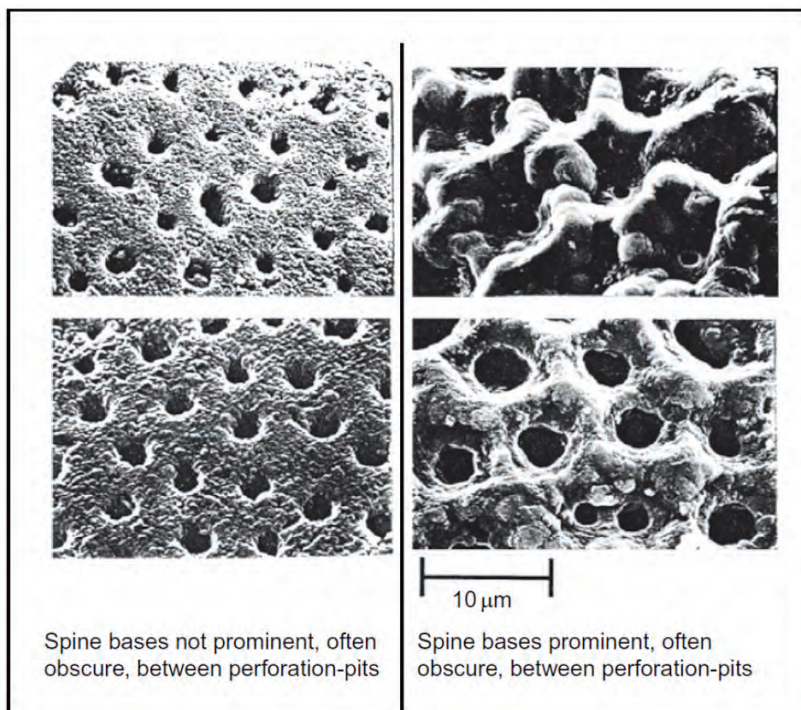 10 μm
Spine bases not prominent, often
obscure, between perforation-pits
Spine bases prominent, often
obscure, between perforation-pits